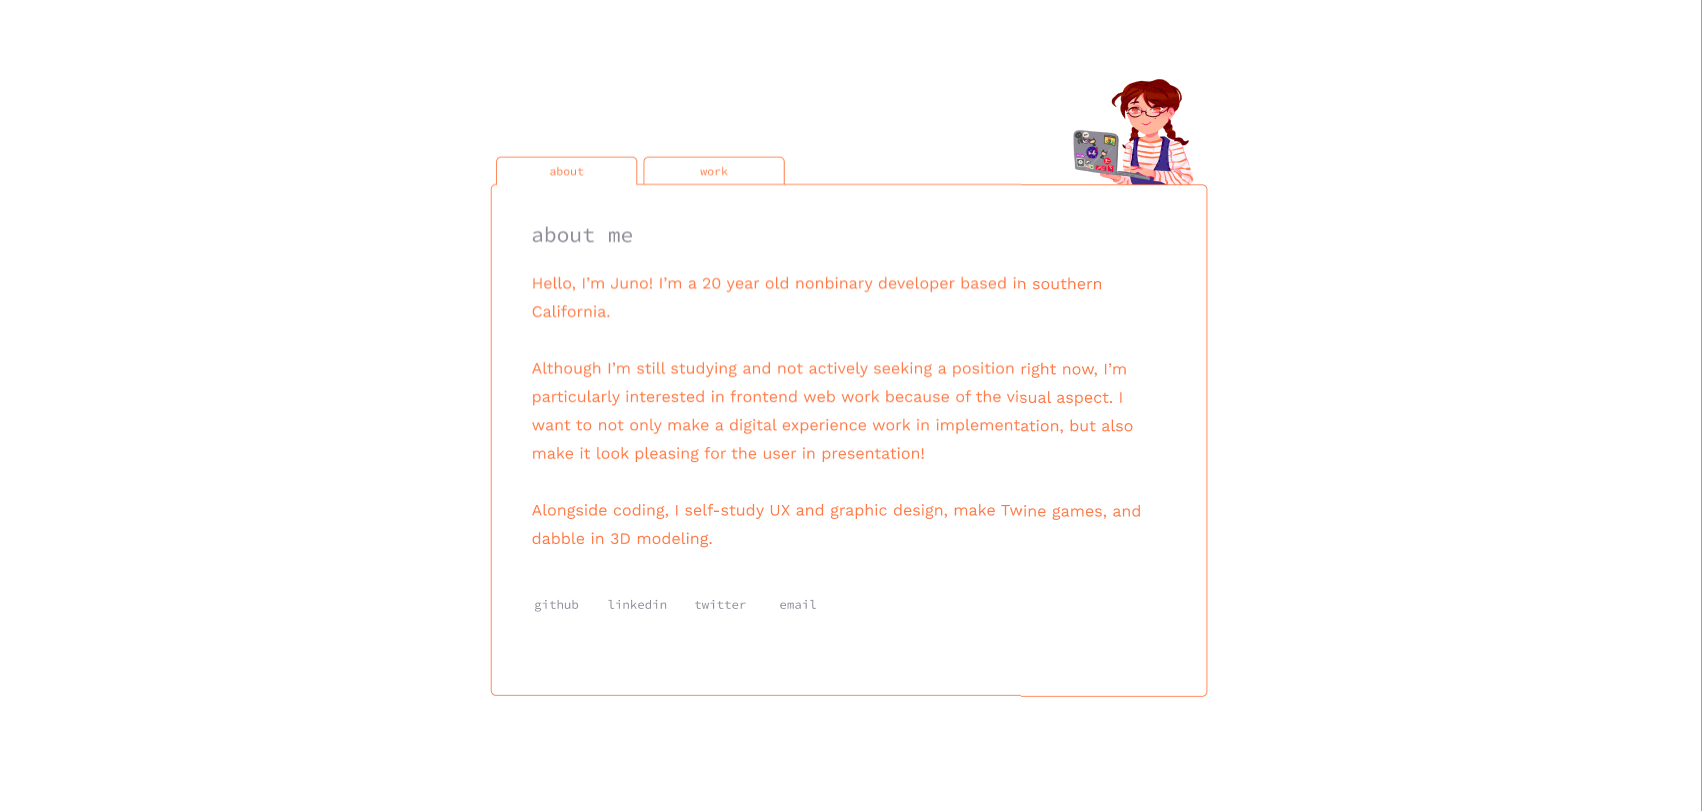 about
work
about me
Hello, I’m Juno! I’m a 20 year old nonbinary developer based in southern
California.
Although I’m still studying and not actively seeking a position right now, I’m
particularly interested in frontend web work because of the visual aspect. I
want to not only make a digital experience work in implementation, but also
make it look pleasing for the user in presentation!
Alongside coding, I self-study UX and graphic design, make Twine games, and
dabble in 3D modeling.
github
linkedin
twitter
email